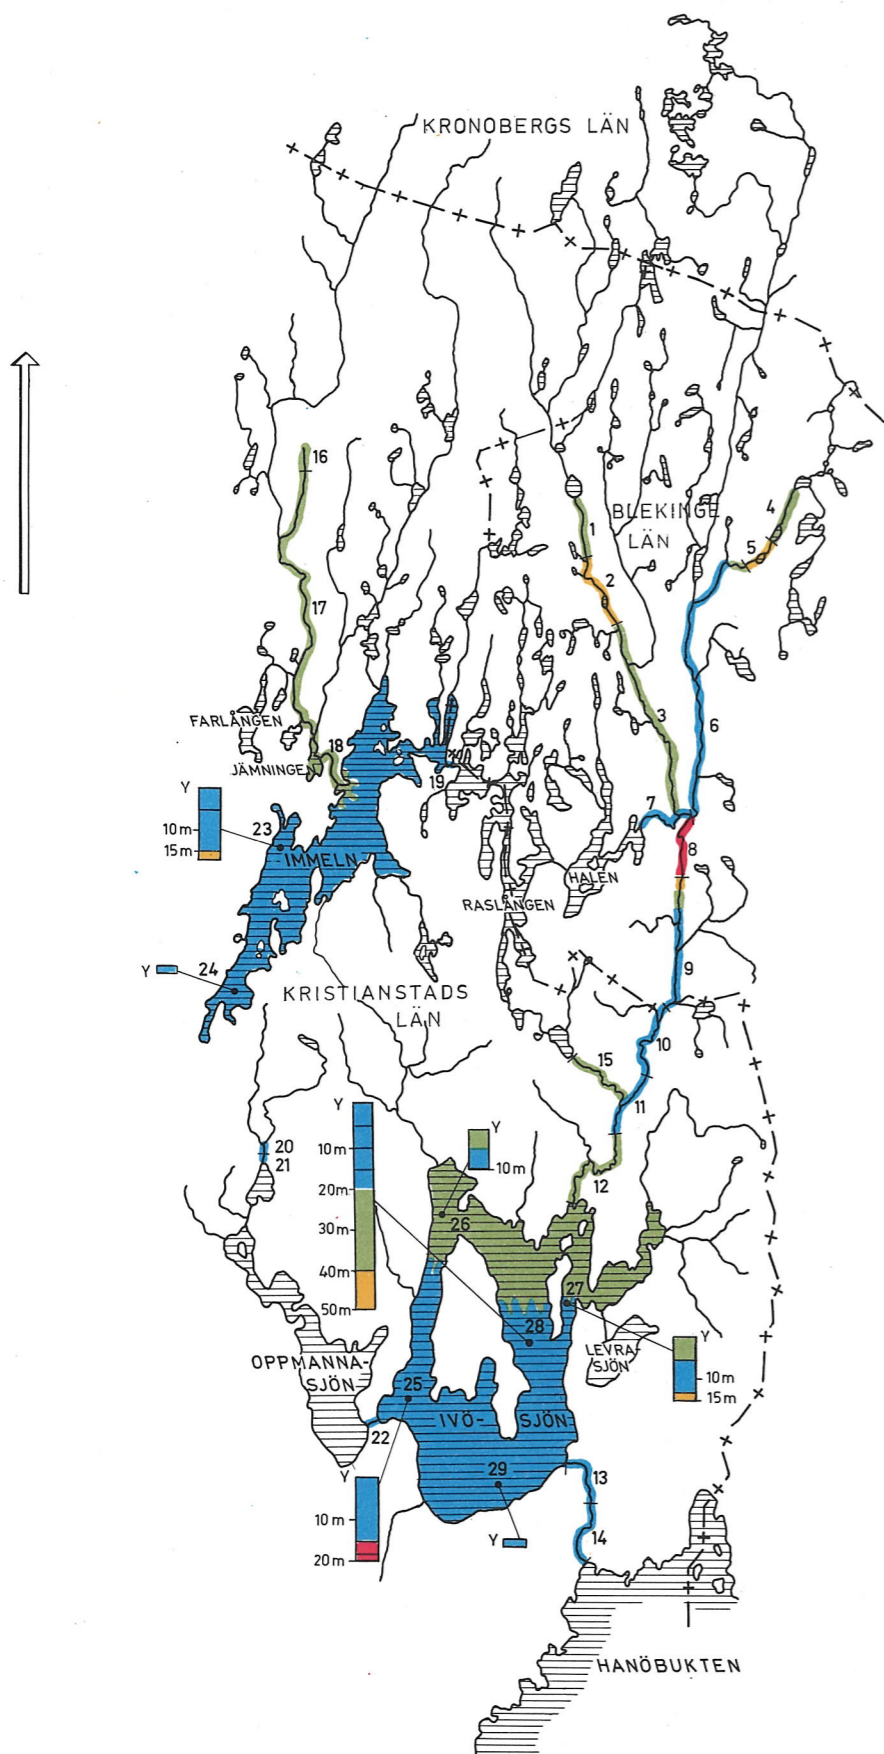 KRONOBERGS LÄN
16
BLEKINGE
LÄN
4
1
5
2
17
3
6
FARLÅNGEN
18
JÄMNINGEN
19
Y
10 m
15 m
23
IMMELN
7
8
HALEN
RASLÅNGEN
Y
24
9
KRISTIANSTADS
LÄN
10
15
11
20
21
Y
10 m
20 m
30 m
40 m
50 m
Y
10 m
12
26
27
28
LEVRA-
SJÖN
Y
10 m
15 m
OPPMANNA-
SJÖN
25
IVÖ-
SJÖN
22
29
13
Y
10 m
20 m
Y
14
HANÖBUKTEN